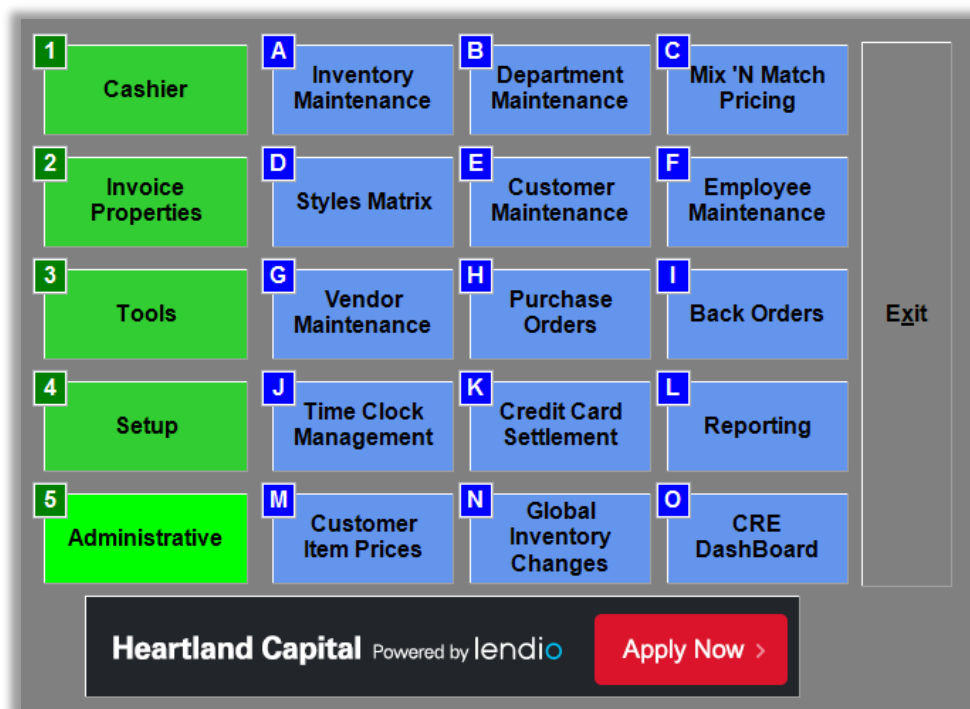 1
Cashier
A
Inventory
Maintenance
B
Department
Maintenance
C
Mix 'N Match
Pricing
2
Invoice
Properties
D
Styles Matrix
E
Customer
Maintenance
F
Employee
Maintenance
3
Tools
G
Vendor
Maintenance
H
Purchase
Orders
I
Back Orders
Exit
4
Setup
J
Time Clock
Management
K
Credit Card
Settlement
L
Reporting
5
Administrative
M
Customer
Item Prices
N
Global
Inventory
Changes
O
CRE
DashBoard
Heartland Capital Powered by lendio
Apply Now >